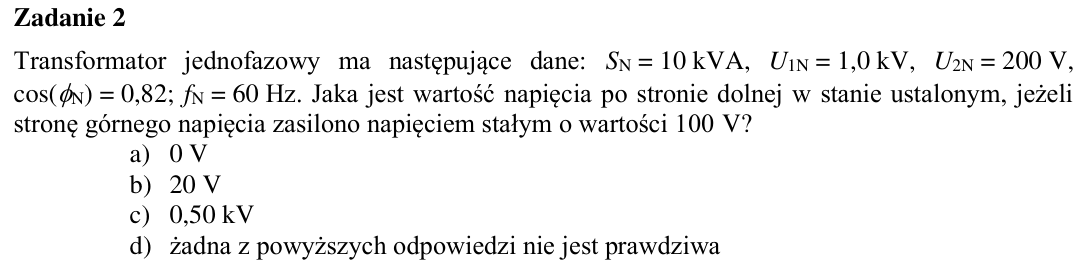 Zadanie 2
Transformator jednofazowy ma następujące dane: SN = 10 kVA, U1N = 1,0 kV, U2N = 200 V,
cos(ϕN) = 0,82; fN = 60 Hz. Jaka jest wartość napięcia po stronie dolnej w stanie ustalonym, jeżeli
stronę górnego napięcia zasilono napięciem stałym o wartości 100 V?
a) 0 V
b) 20 V
c) 0,50 kV
d) żadna z powyższych odpowiedzi nie jest prawdziwa